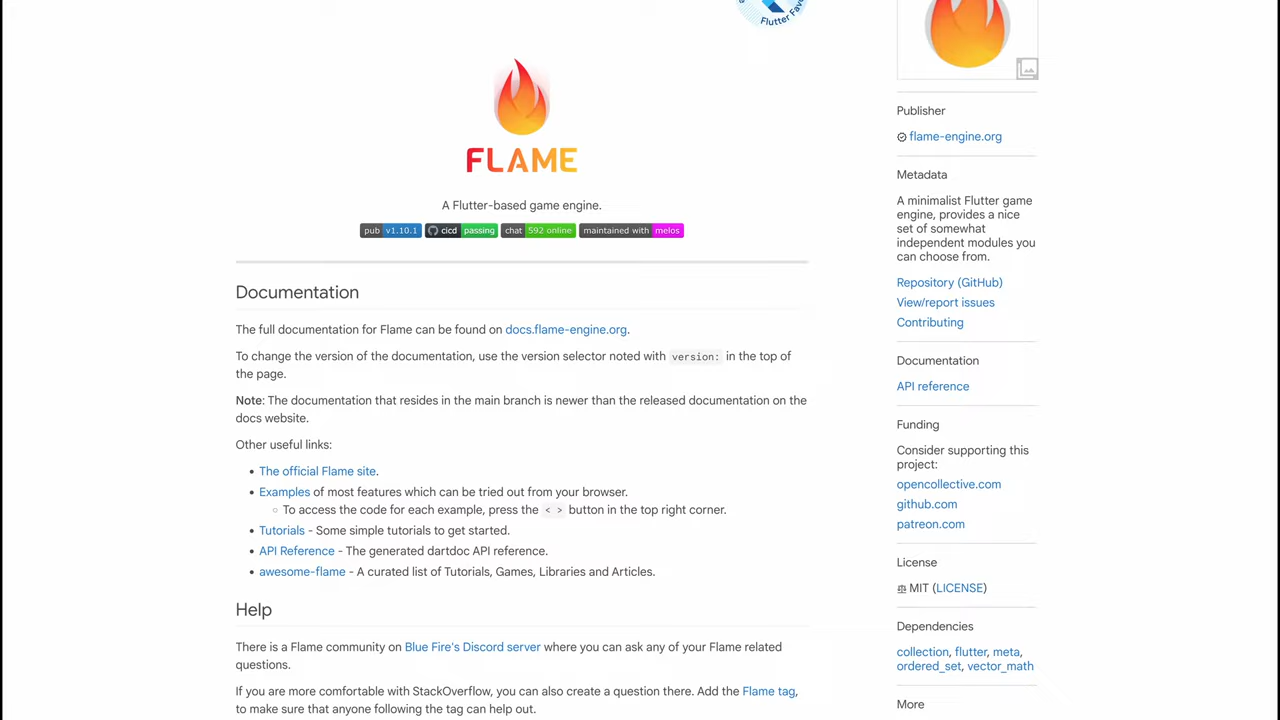 Flutter Fav
FLAME
A Flutter-based game engine.
pub v1.10.1 cicd passing chat 592 online maintained with melos
Documentation
The full documentation for Flame can be found on docs.flame-engine.org.
To change the version of the documentation, use the version selector noted with version: in the top of
the page.
Note: The documentation that resides in the main branch is newer than the released documentation on the
docs website.
Other useful links:
• The official Flame site.
• Examples of most features which can be tried out from your browser.
◦ To access the code for each example, press the < > button in the top right corner.
• Tutorials - Some simple tutorials to get started.
• API Reference - The generated dartdoc API reference.
• awesome-flame - A curated list of Tutorials, Games, Libraries and Articles.
Help
There is a Flame community on Blue Fire's Discord server where you can ask any of your Flame related
questions.
If you are more comfortable with StackOverflow, you can also create a question there. Add the Flame tag,
to make sure that anyone following the tag can help out.
Publisher
flame-engine.org
Metadata
A minimalist Flutter game
engine, provides a nice
set of somewhat
independent modules you
can choose from.
Repository (GitHub)
View/report issues
Contributing
Documentation
API reference
Funding
Consider supporting this
project:
opencollective.com
github.com
patreon.com
License
MIT (LICENSE)
Dependencies
collection, flutter, meta,
ordered_set, vector_math
More